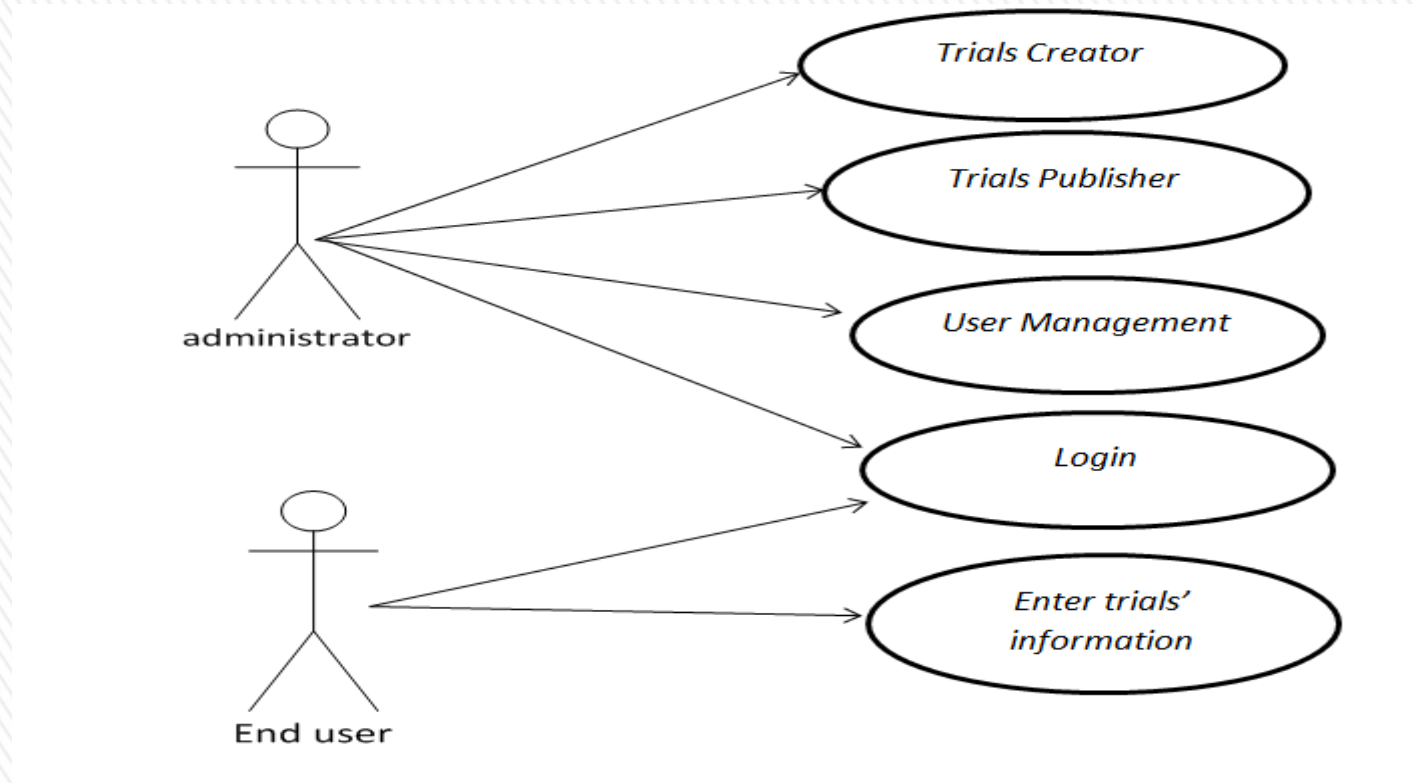 Trials Creator
Trials Publisher
User Management
administrator
Login
Enter trials’
information
End user